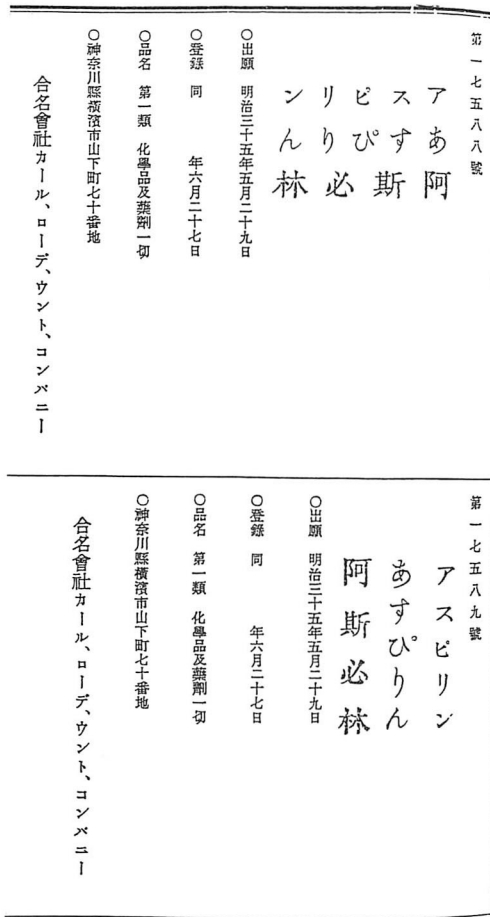 第一七五八八號
アスピリン
あすぴりん
阿斯必林
〇出願 明治三十五年五月二十九日
〇登錄 同 年六月二十七日
〇品名 第一類 化學品及藥劑一切
〇神奈川縣橫濱市山下町七十番地
合名會社カール、ローデ、ウント、コンパニー
第一七五八九號
アスピリン
あすぴりん
阿斯必林
〇出願 明治三十五年五月二十九日
〇登錄 同 年六月二十七日
〇品名 第一類 化學品及藥劑一切
〇神奈川縣橫濱市山下町七十番地
合名會社カール、ローデ、ウント、コンパニー